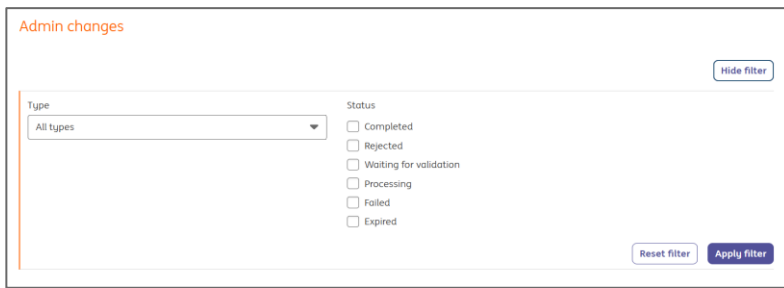 Admin changes
Hide filter
Type
All types
Status
Completed
Rejected
Waiting for validation
Processing
Failed
Expired
Reset filter
Apply filter